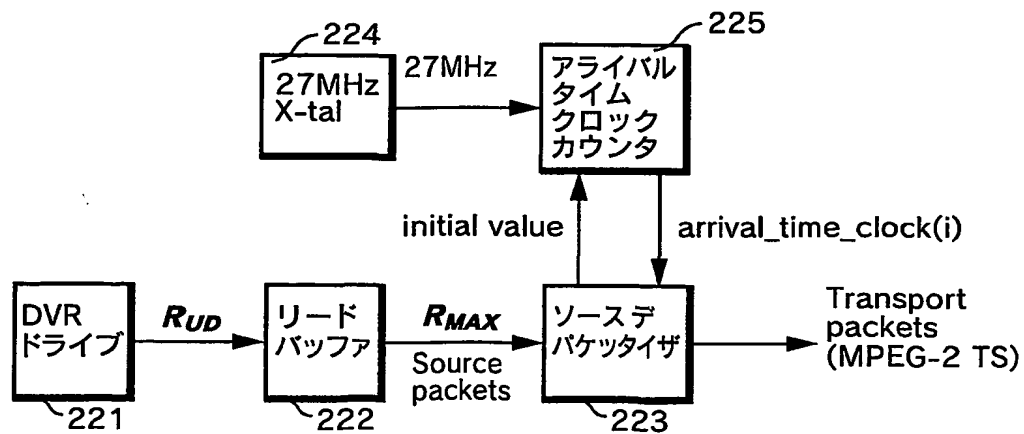 224
225
27MHz
X-tal
27MHz
アライバル
タイム
クロック
カウンタ
initial value
arrival_time_clock(i)
DVR
ドライブ
RUD
リード
バッファ
RMAX
Source
packets
ソースデ
パケッタイザ
Transport
packets
(MPEG-2 TS)
221
222
223